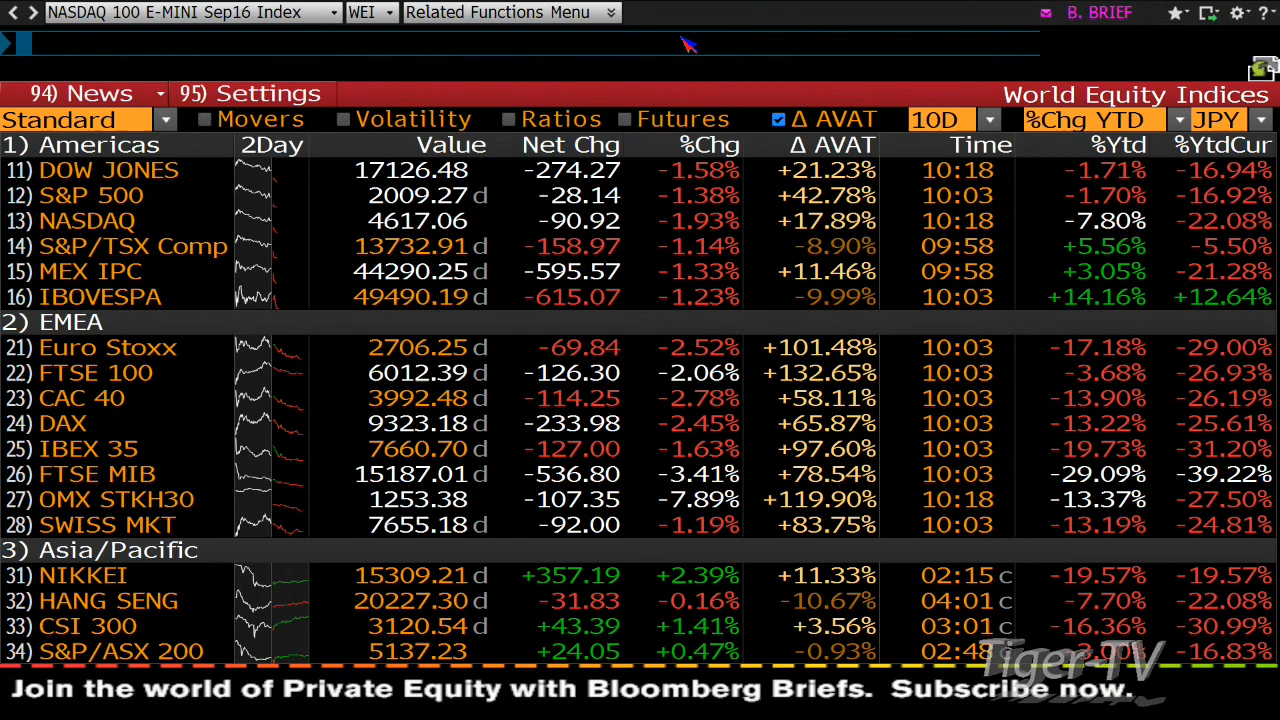 NASDAQ 100 E-MINI Sep16 Index WEI Related Functions Menu B. BRIEF
94) News 95) Settings World Equity Indices
Standard Movers Volatility Ratios Futures Δ AVAT 10D %Chg YTD JPY
1) Americas 2Day Value Net Chg %Chg Δ AVAT Time %Ytd %YtdCur
11) DOW JONES 17126.48 -274.27 -1.58% +21.23% 10:18 -1.71% -16.94%
12) S&P 500 2009.27 d -28.14 -1.38% +42.78% 10:03 -1.70% -16.92%
13) NASDAQ 4617.06 -90.92 -1.93% +17.89% 10:18 -7.80% -22.08%
14) S&P/TSX Comp 13732.91 d -158.97 -1.14% -8.90% 09:58 +5.56% -5.50%
15) MEX IPC 44290.25 d -595.57 -1.33% +11.46% 09:58 +3.05% -21.28%
16) IBOVESPA 49490.19 d -615.07 -1.23% -9.99% 10:03 +14.16% +12.64%
2) EMEA
21) Euro Stoxx 2706.25 d -69.84 -2.52% +101.48% 10:03 -17.18% -29.00%
22) FTSE 100 6012.39 d -126.30 -2.06% +132.65% 10:03 -3.68% -26.93%
23) CAC 40 3992.48 d -114.25 -2.78% +58.11% 10:03 -13.90% -26.19%
24) DAX 9323.18 d -233.98 -2.45% +65.87% 10:03 -13.22% -25.61%
25) IBEX 35 7660.70 d -127.00 -1.63% +97.60% 10:03 -19.73% -31.20%
26) FTSE MIB 15187.01 d -536.80 -3.41% +78.54% 10:03 -29.09% -39.22%
27) OMX STKH30 1253.38 -107.35 -7.89% +119.90% 10:18 -13.37% -27.50%
28) SWISS MKT 7655.18 d -92.00 -1.19% +83.75% 10:03 -13.19% -24.81%
3) Asia/Pacific
31) NIKKEI 15309.21 d +357.19 +2.39% +11.33% 02:15 c -19.57% -19.57%
32) HANG SENG 20227.30 d -31.83 -0.16% -10.67% 04:01 c -7.70% -22.08%
33) CSI 300 3120.54 d +43.39 +1.41% +3.56% 03:01 c -16.36% -30.99%
34) S&P/ASX 200 5137.23 +24.05 +0.47% -0.93% 02:48 -16.83%
Tiger-TV
Join the world of Private Equity with Bloomberg Briefs. Subscribe now.